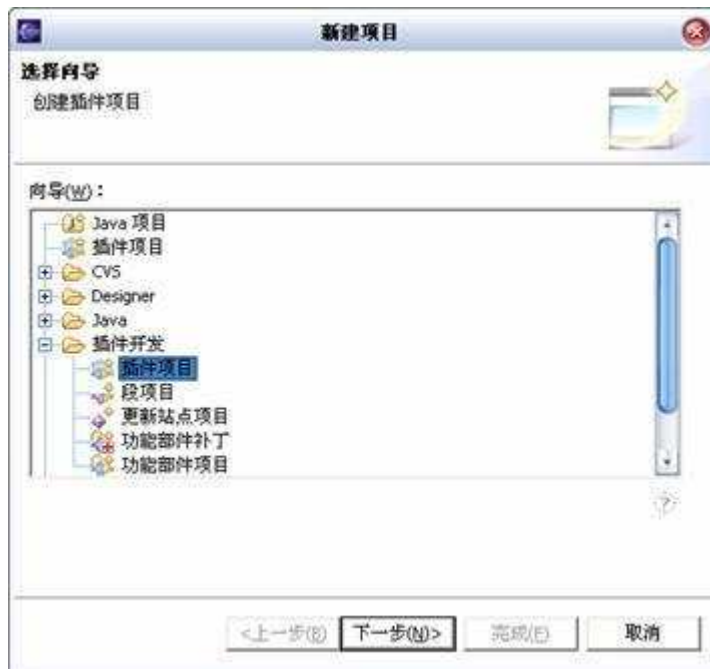 新建项目
选择向导
创建插件项目
向导(W)：
Java 项目
插件项目
CVS
Designer
Java
插件开发
插件项目
段项目
更新站点项目
功能部件补丁
功能部件项目
?
<上一步(B) 下一步(N)> 完成(F) 取消